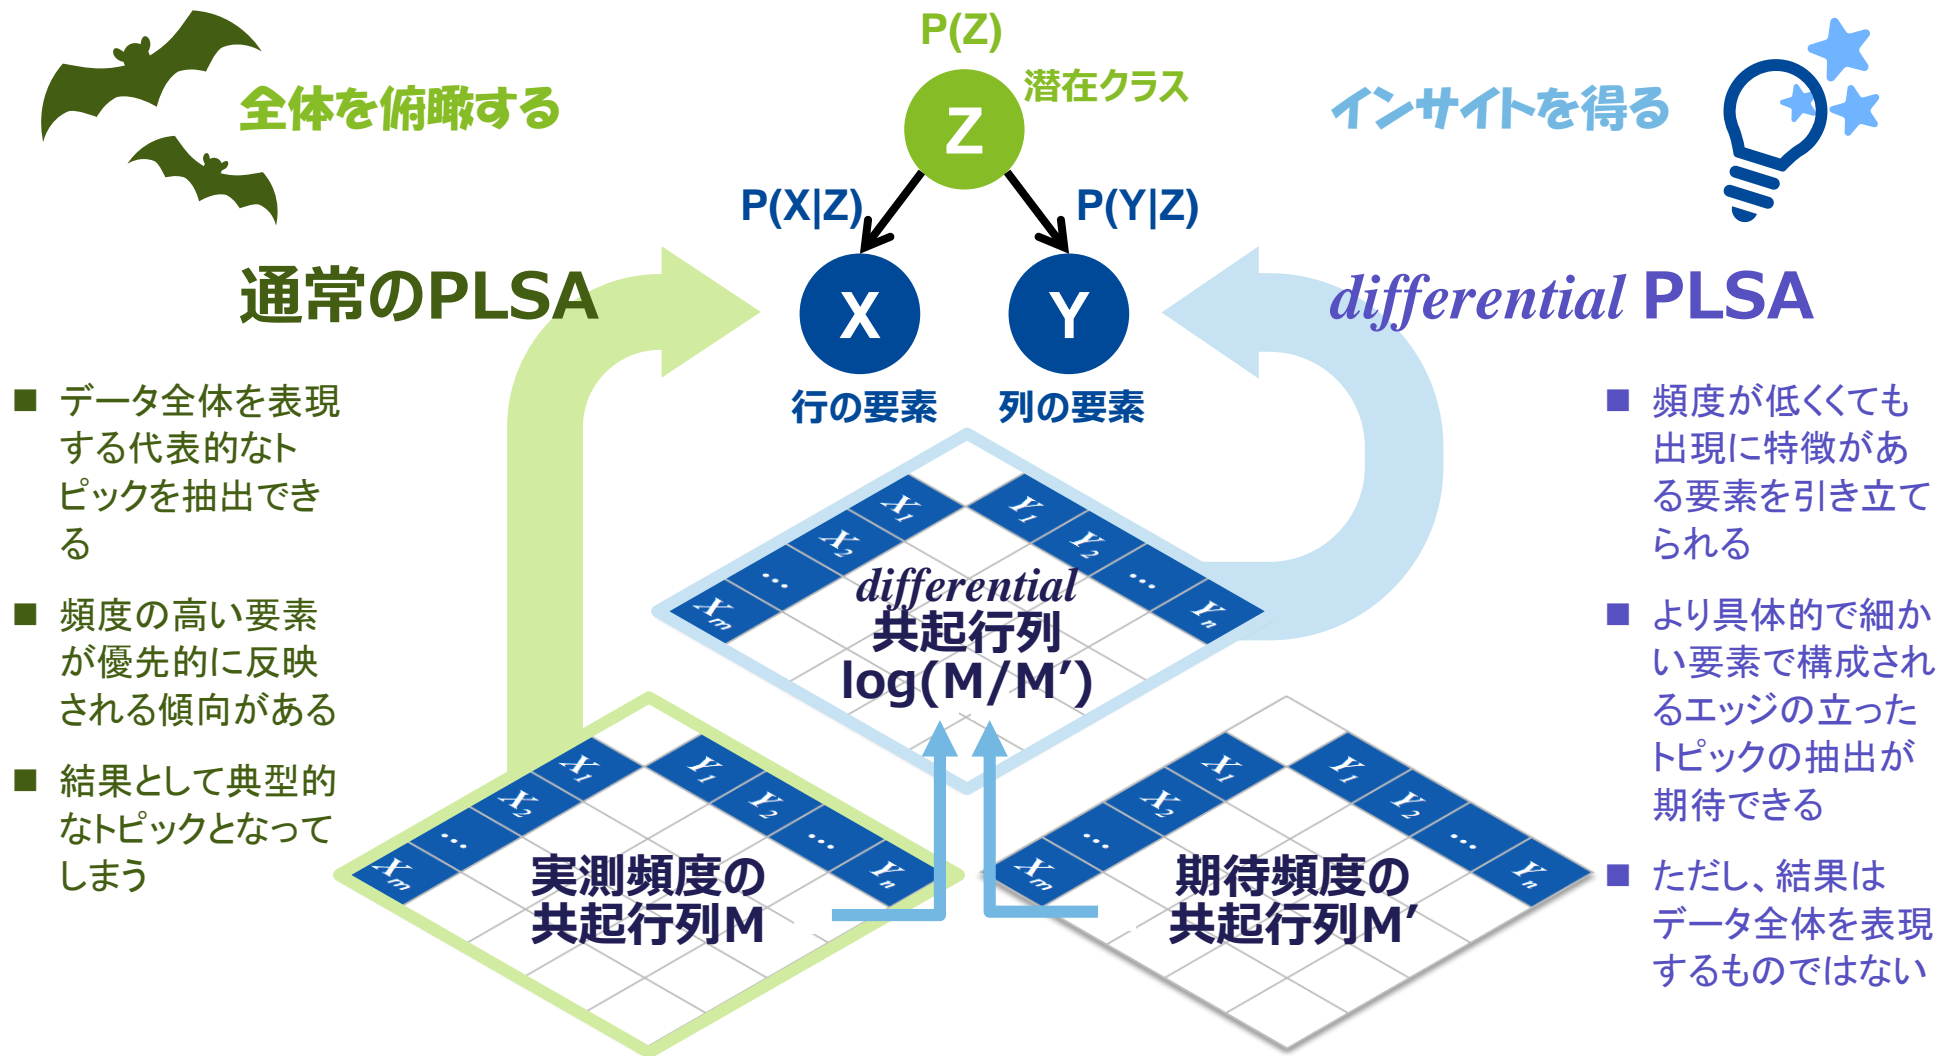 P(Z)
Z
潜在クラス
P(X|Z)
P(Y|Z)
X
Y
行の要素
列の要素
全体を俯瞰する
通常のPLSA
■ データ全体を表現
する代表的なト
ピックを抽出でき
る
■ 頻度の高い要素
が優先的に反映
される傾向がある
■ 結果として典型的
なトピックとなって
しまう
インサイトを得る
differential PLSA
■ 頻度が低くくても
出現に特徴があ
る要素を引き立て
られる
■ より具体的で細か
い要素で構成され
るエッジの立った
トピックの抽出が
期待できる
■ ただし、結果は
データ全体を表現
するものではない
X1
X2
…
Xm
Y1
Y2
…
Yn
differential
共起行列
log(M/M′)
X1
X2
…
Xm
Y1
Y2
…
Yn
実測頻度の
共起行列M
X1
X2
…
Xm
Y1
Y2
…
Yn
期待頻度の
共起行列M′